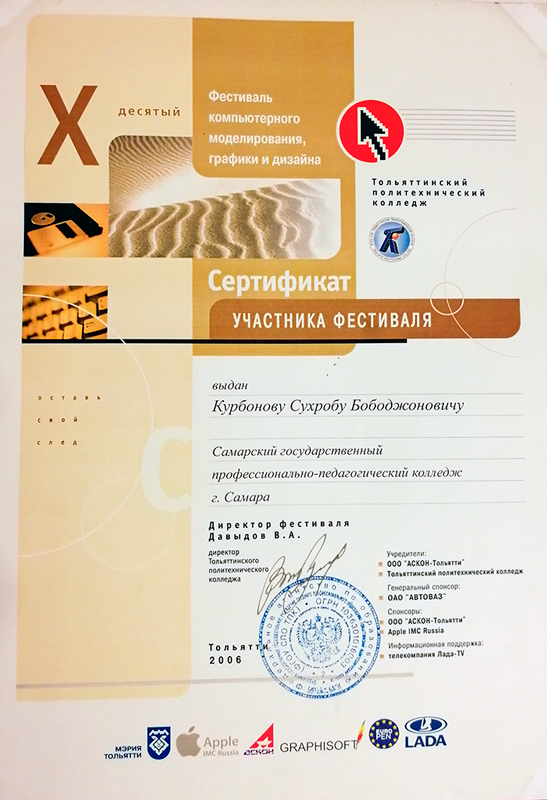 X
десятый
Фестиваль
компьютерного
моделирования,
графики и дизайна
Тольяттинский
политехнический
колледж
Сертификат
УЧАСТНИКА ФЕСТИВАЛЯ
оставь
свой
след
выдан
Курбонову Сухробу Бободжоновичу
Самарский государственный
профессионально-педагогический колледж
г. Самара
Директор фестиваля
Давыдов В.А.
директор
Тольяттинского
политехнического
колледжа
Тольятти
2006
Учредители:
ООО "АСКОН-Тольятти"
Тольяттинский политехнический колледж
Генеральный спонсор:
ОАО "АВТОВАЗ"
Спонсоры:
ООО "АСКОН-Тольятти"
Apple IMC Russia
Информационная поддержка:
телекомпания Лада-TV
МЭРИЯ
ТОЛЬЯТТИ
Apple
IMC Russia
АСКОН
GRAPHISOFT
EURO
PEN
LADA